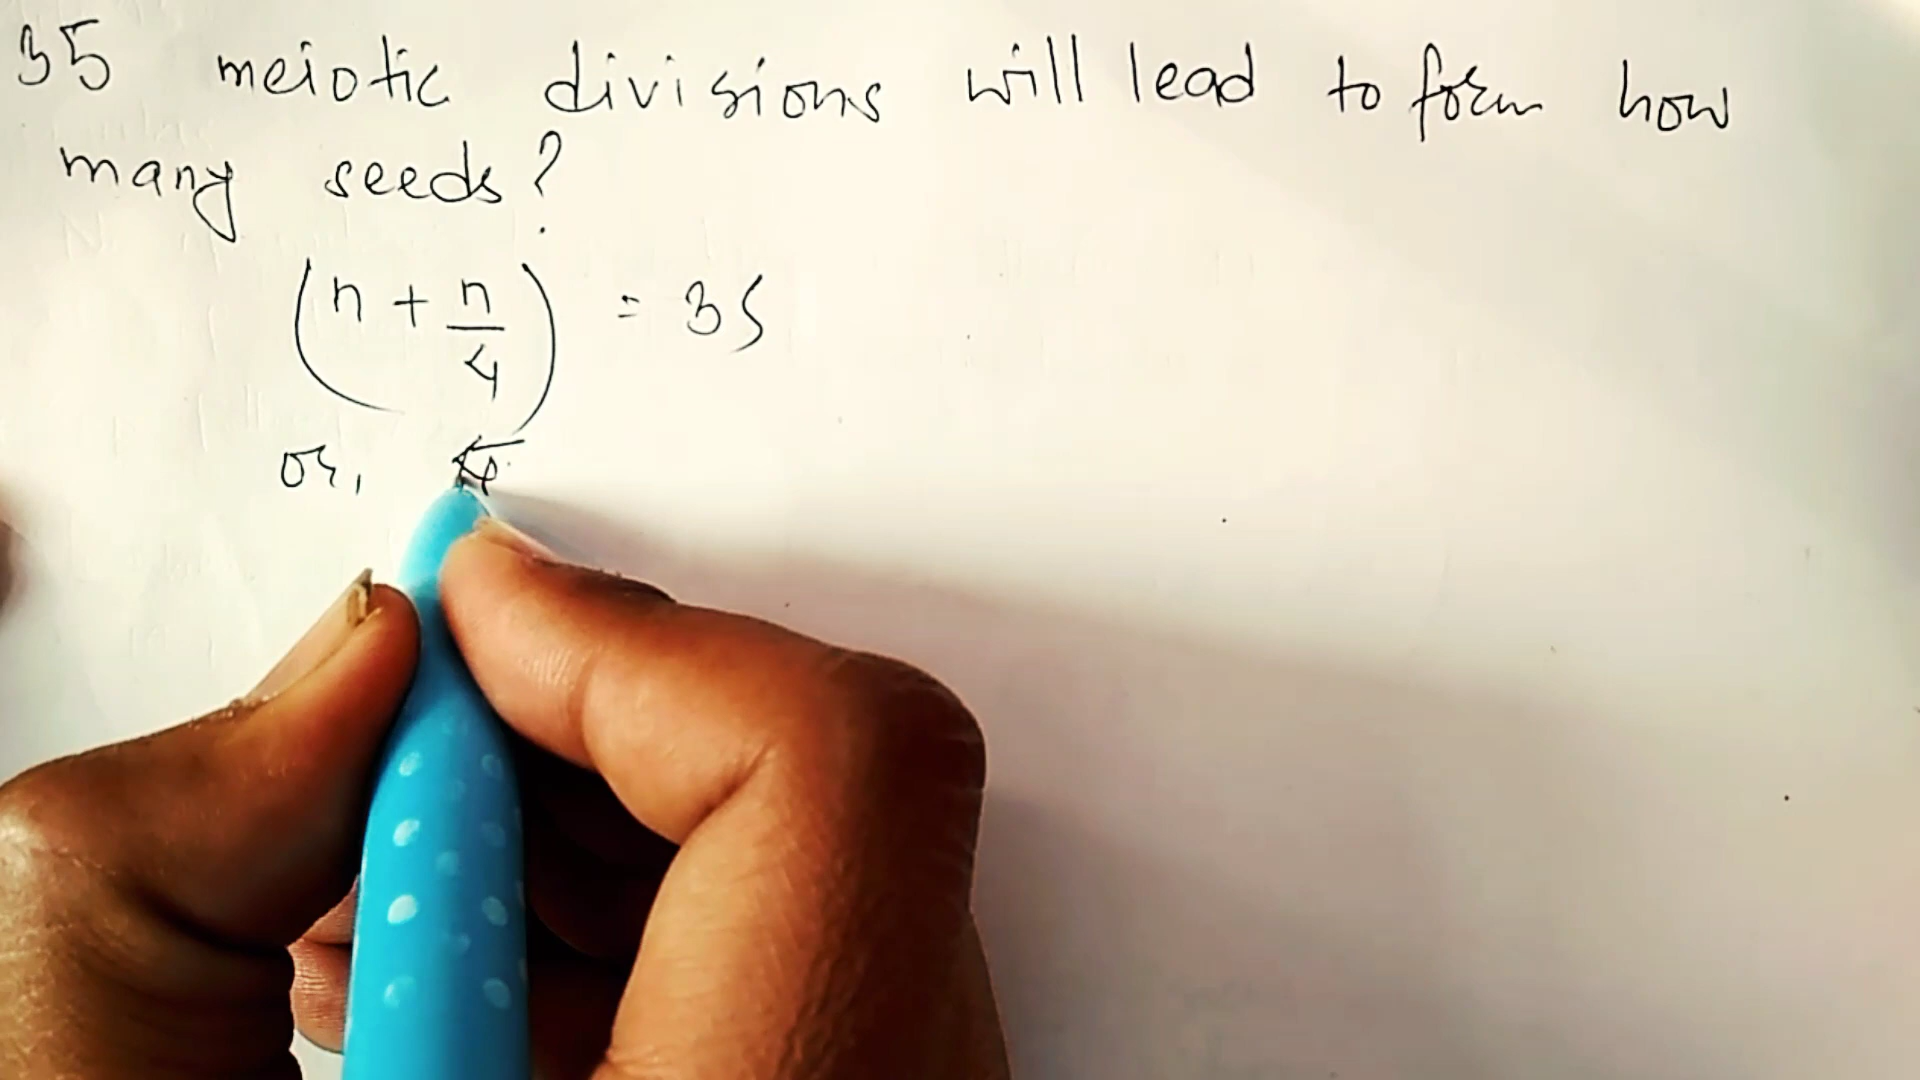 35 meiotic divisions will lead to form how
many seeds?
(n + n/4) = 35
or,